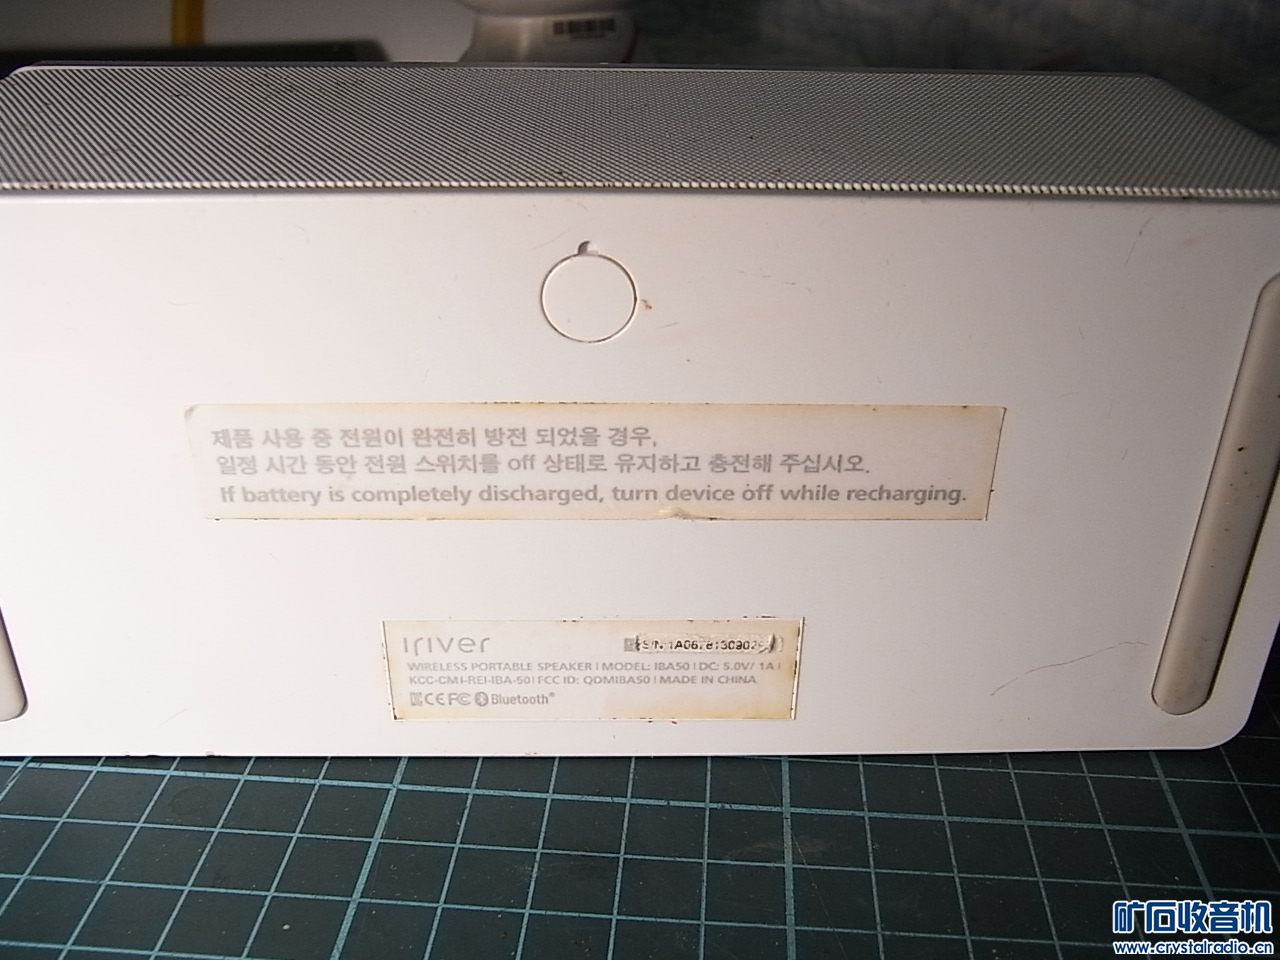 제품 사용 중 전원이 완전히 방전 되었을 경우,
일정 시간 동안 전원 스위치를 off 상태로 유지하고 충전해 주십시오.
If battery is completely discharged, turn device off while recharging.
iriver
S/N:
WIRELESS PORTABLE SPEAKER | MODEL: IBA50 | DC: 5.0V/ 1A |
KCC-CMI-REI-IBA-50 | FCC ID: QDMIBA50 | MADE IN CHINA
CE FC Bluetooth®
矿石收音机
www.crystalradio.cn